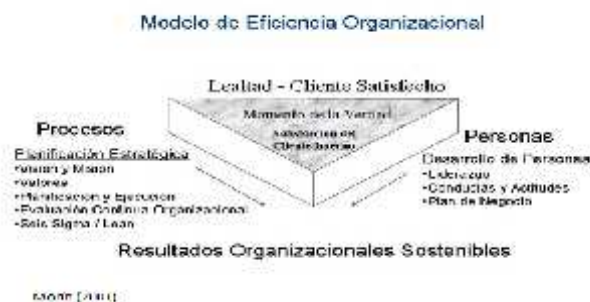 Modelo de Eficiencia Organizacional
Lealtad - Cliente Satisfecho
Momento de la Verdad
Satisfacción del
Cliente Interno
Procesos
Planificación Estratégica
•Visión y Misión
•Valores
•Planificación y Ejecución
•Evaluación Continua Organizacional
•Seis Sigma / Lean
Personas
Desarrollo de Personas
•Liderazgo
•Conductas y Actitudes
•Plan de Negocio
Resultados Organizacionales Sostenibles